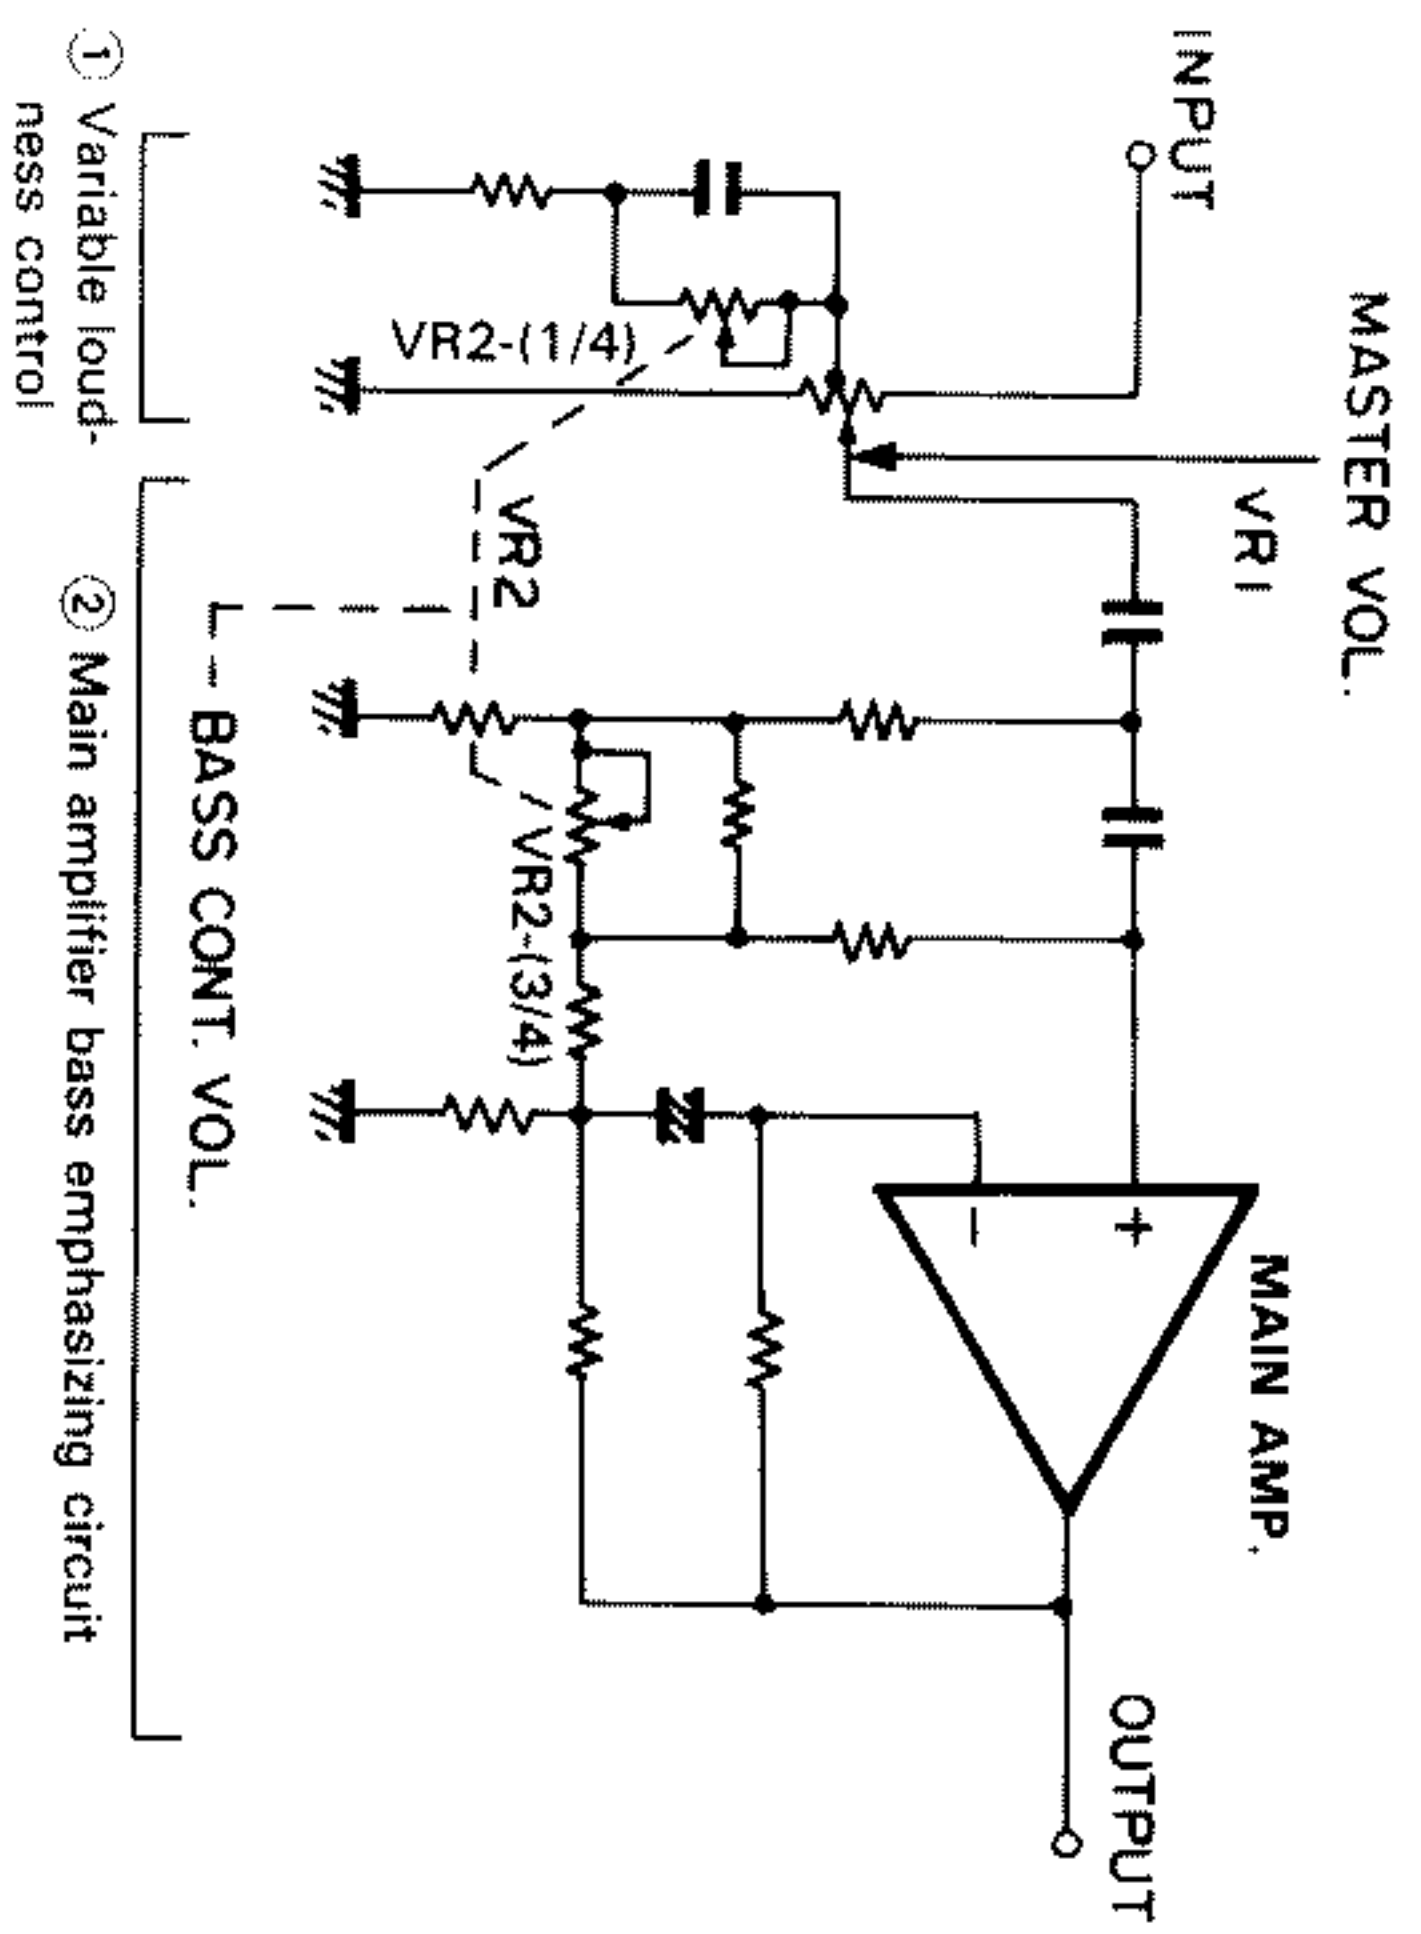 INPUT
MASTER VOL.
VR1
MAIN AMP.
OUTPUT
+
−
VR2-(1/4)
VR2
VR2-(3/4)
BASS CONT. VOL.
① Variable loud-
ness control
② Main amplifier bass emphasizing circuit